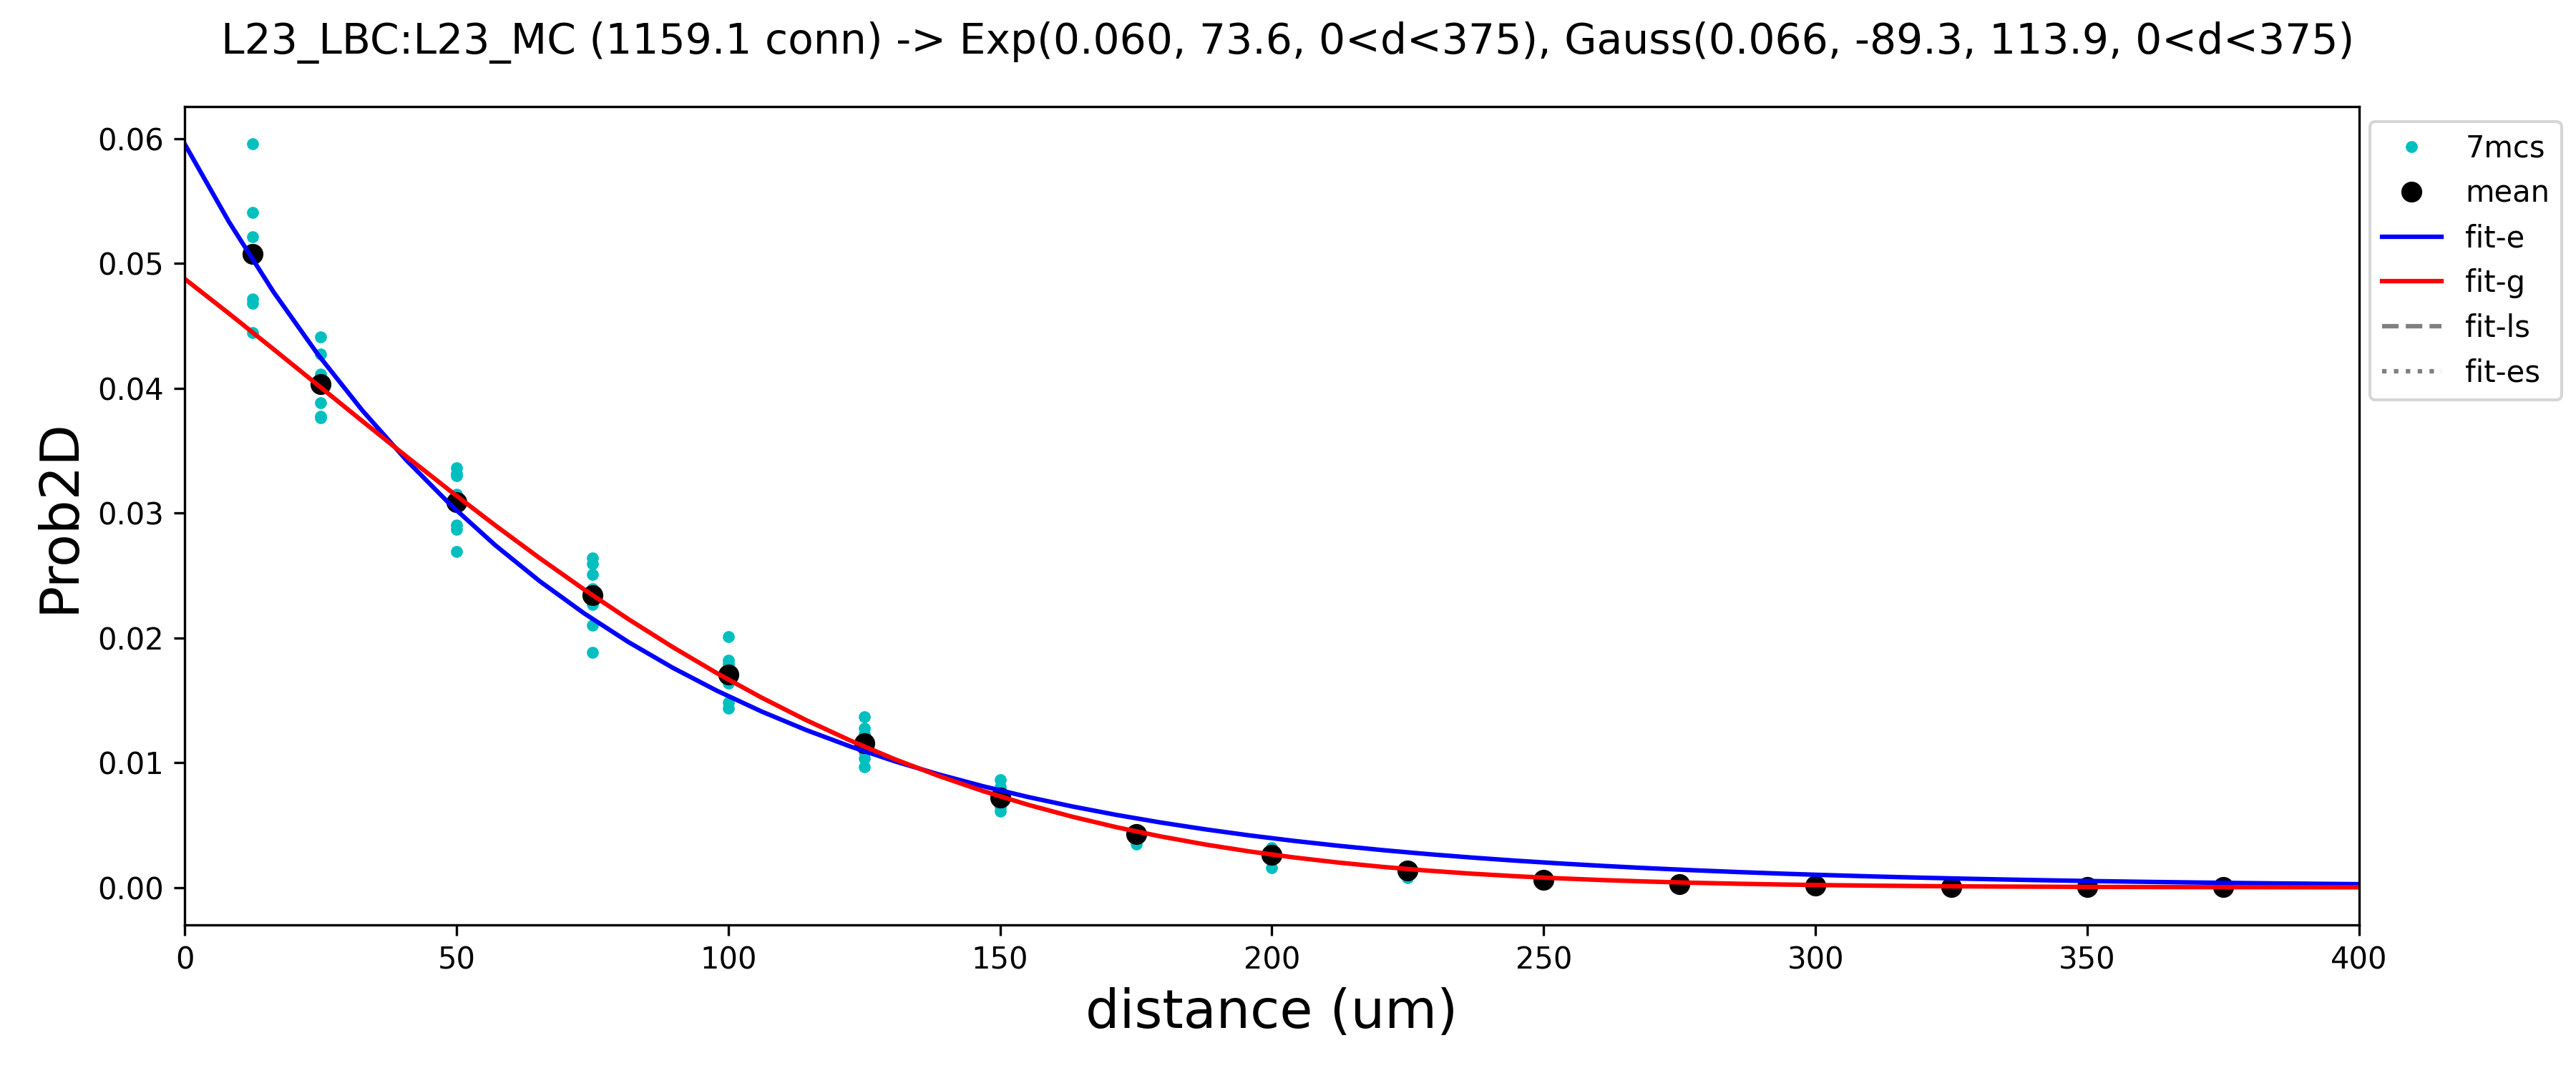 L23_LBC:L23_MC (1159.1 conn) -> Exp(0.060, 73.6, 0<d<375), Gauss(0.066, -89.3, 113.9, 0<d<375)
0.06
0.05
0.04
0.03
0.02
0.01
0.00
Prob2D
0 50 100 150 200 250 300 350 400
distance (um)
7mcs
mean
fit-e
fit-g
fit-ls
fit-es